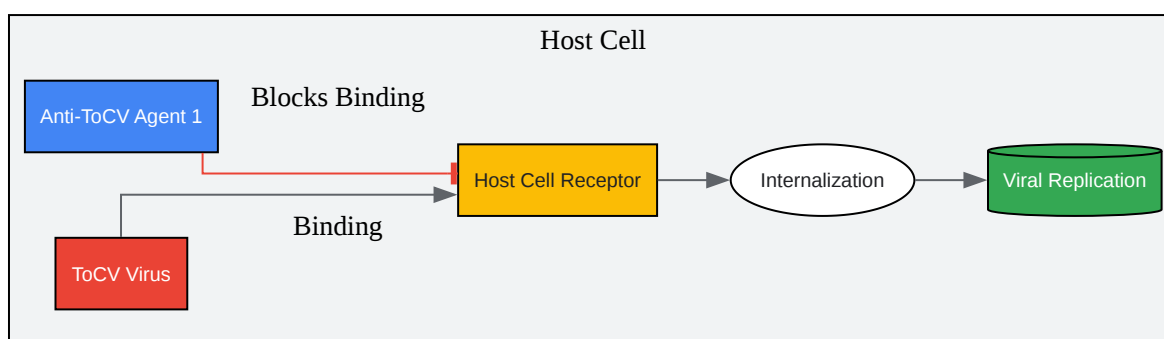 Host Cell
Anti-ToCV Agent 1
Blocks Binding
Host Cell Receptor
Internalization
Viral Replication
Binding
ToCV Virus